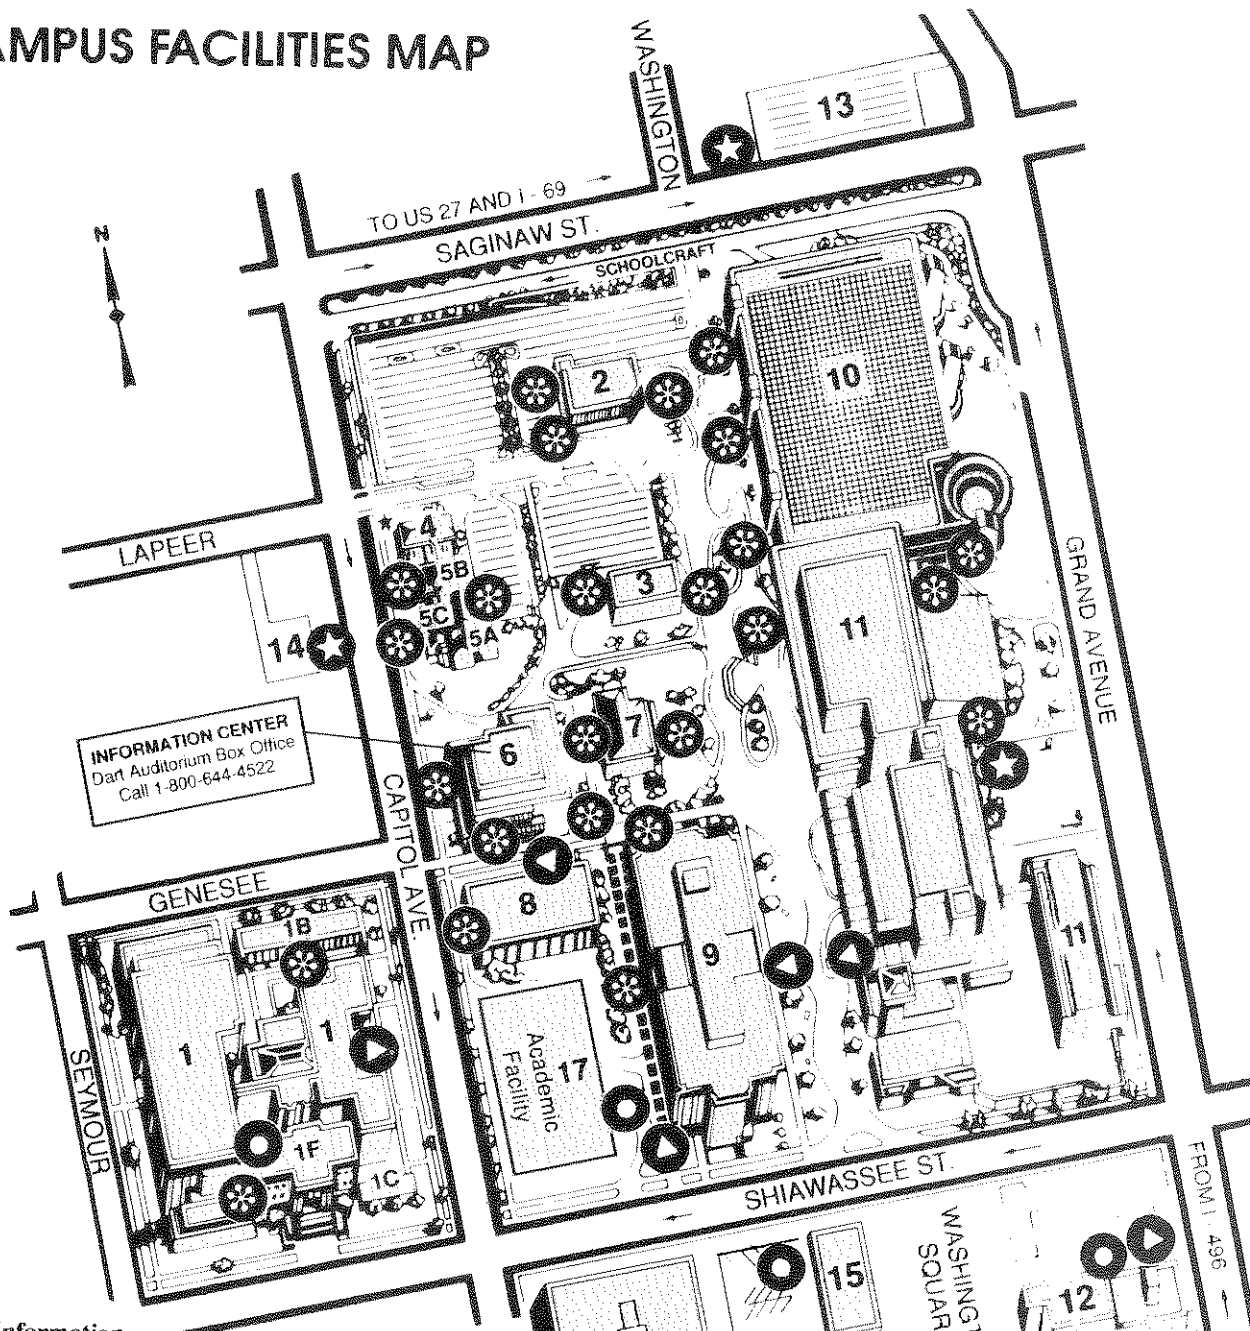 AMPUS FACILITIES MAP
WASHINGTON
13
TO US 27 AND I - 69
SAGINAW ST.
SCHOOLCRAFT
N
10
2
LAPEER
4
5B
5C
5A
3
11
14
GRAND AVENUE
INFORMATION CENTER
Dart Auditorium Box Office
Call 1-800-644-4522
6
7
CAPITOL AVE.
GENESEE
1B
8
9
11
1
1
SEYMOUR
Academic
Facility
17
1F
1C
SHIAWASSEE ST.
FROM I - 496
WASHINGT
SQUAR
15
12